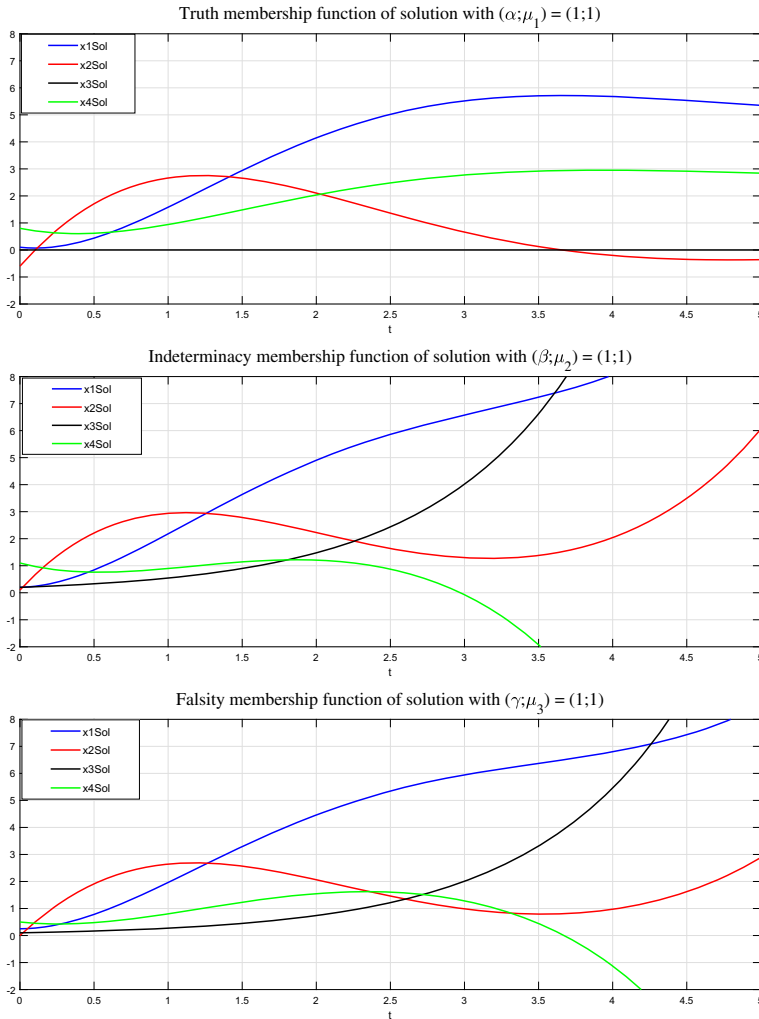 Truth membership function of solution with (α;μ1) = (1;1)
8
7
6
5
4
3
2
1
0
-1
-2
x1Sol
x2Sol
x3Sol
x4Sol
0 0.5 1 1.5 2 2.5 3 3.5 4 4.5 5
t
Indeterminacy membership function of solution with (β;μ2) = (1;1)
8
7
6
5
4
3
2
1
0
-1
-2
x1Sol
x2Sol
x3Sol
x4Sol
0 0.5 1 1.5 2 2.5 3 3.5 4 4.5 5
t
Falsity membership function of solution with (γ;μ3) = (1;1)
8
7
6
5
4
3
2
1
0
-1
-2
x1Sol
x2Sol
x3Sol
x4Sol
0 0.5 1 1.5 2 2.5 3 3.5 4 4.5 5
t